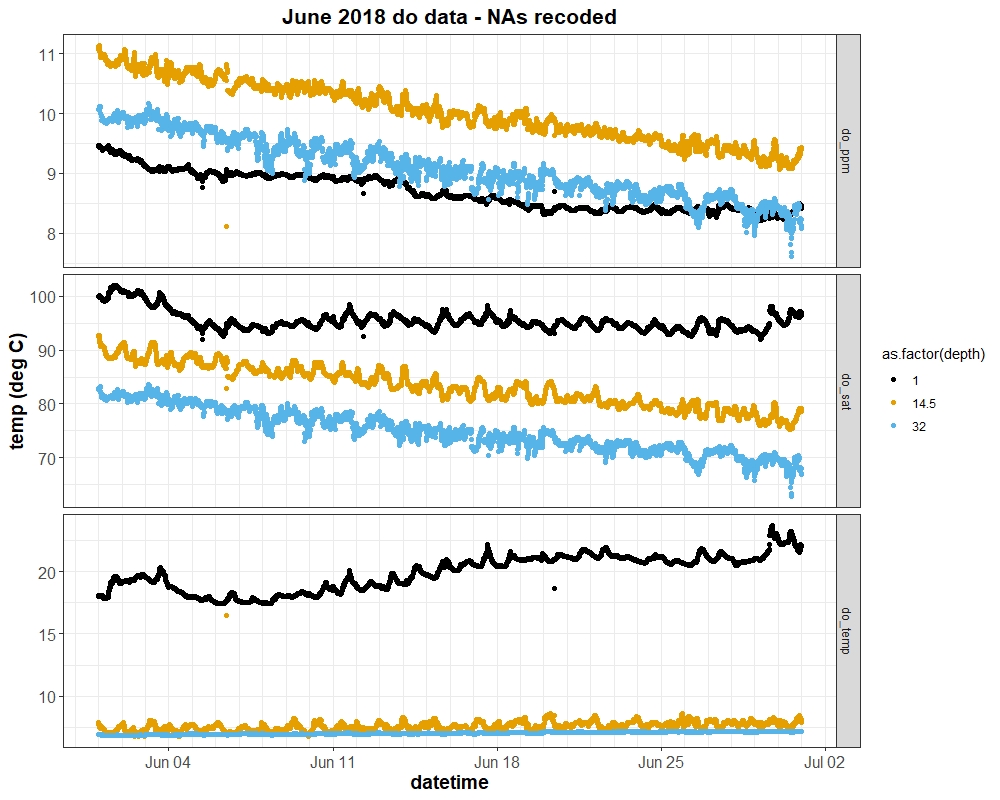 June 2018 do data - NAs recoded
11
10
9
8
do_ppm
100
90
80
70
do_sat
temp (deg C)
20
15
10
do_temp
Jun 04
Jun 11
Jun 18
Jun 25
Jul 02
datetime
as.factor(depth)
1
14.5
32